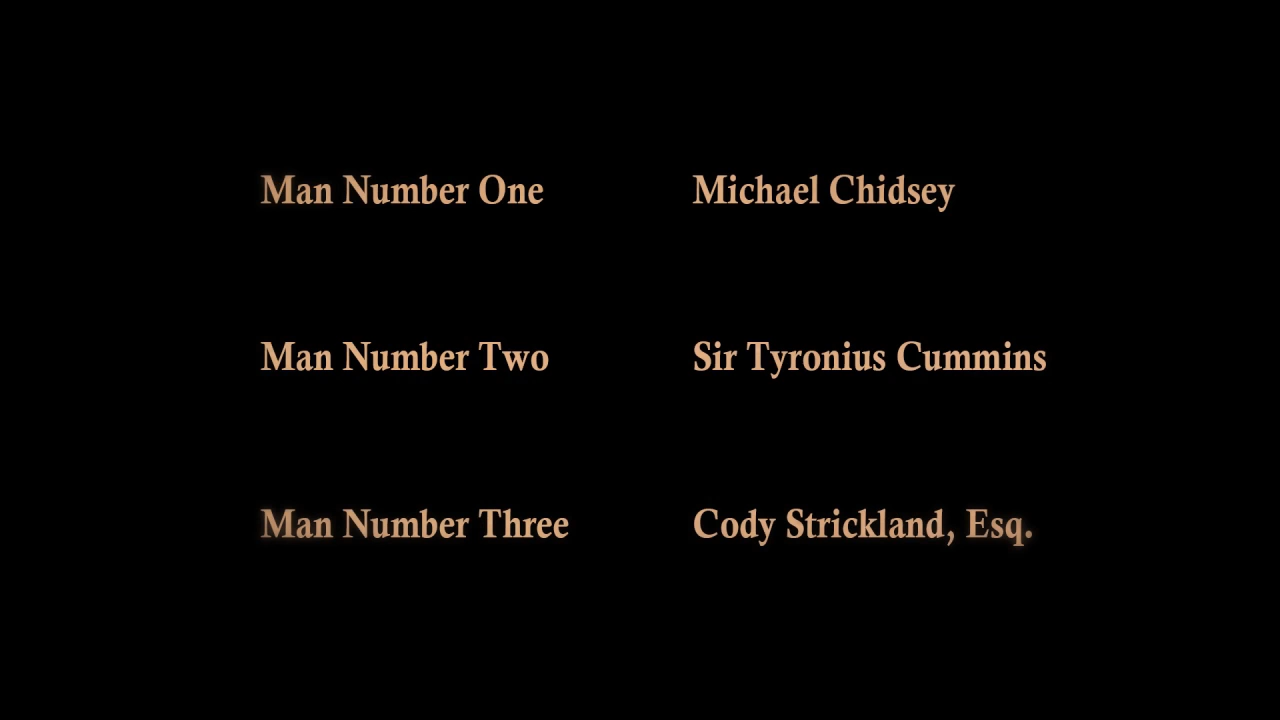 Man Number One Michael Chidsey
Man Number Two Sir Tyronius Cummins
Man Number Three Cody Strickland, Esq.